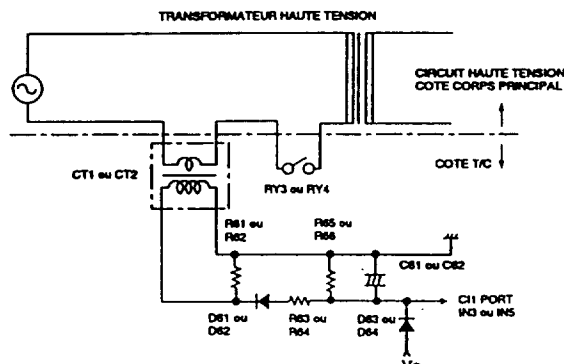 TRANSFORMATEUR HAUTE TENSION
CIRCUIT HAUTE TENSION
COTE CORPS PRINCIPAL
COTE T/C
CT1 ou CT2
RY3 ou RY4
R61 ou
R62
R65 ou
R66
C61 ou C62
D61 ou
D62
R63 ou
R64
D63 ou
D64
CI1 PORT
IN3 ou IN5